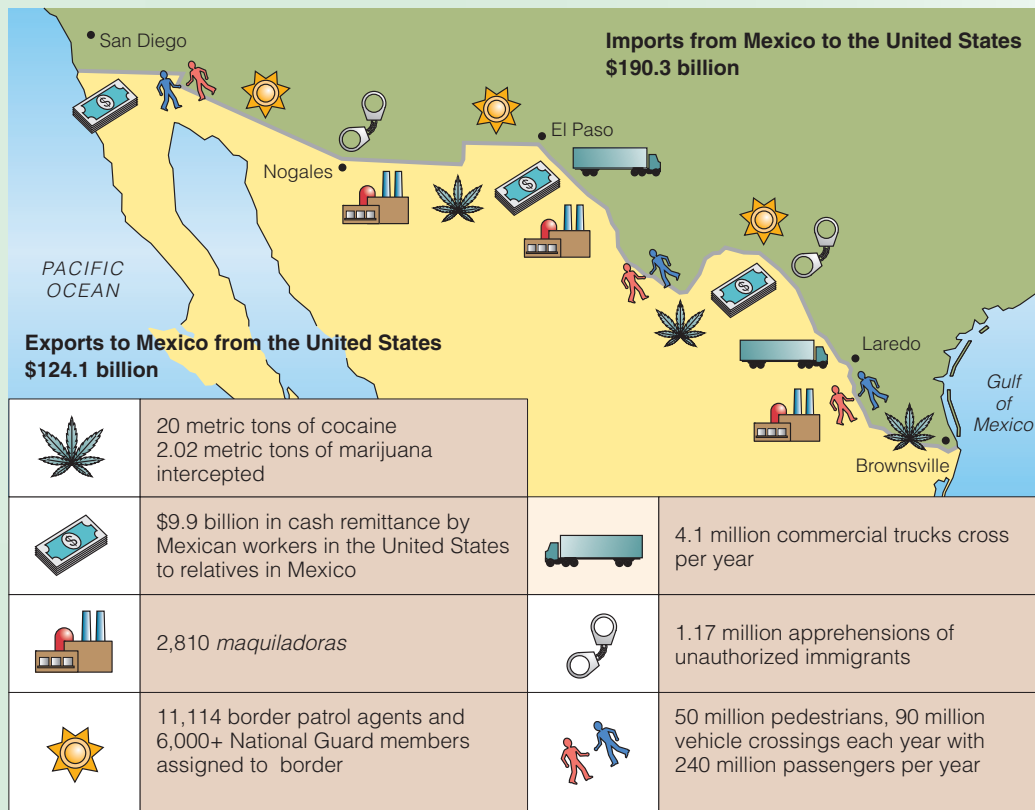 San Diego
Imports from Mexico to the United States
$190.3 billion
El Paso
Nogales
PACIFIC
OCEAN
Exports to Mexico from the United States
$124.1 billion
Laredo
Gulf
of
Mexico
Brownsville
20 metric tons of cocaine
2.02 metric tons of marijuana
intercepted
$9.9 billion in cash remittance by
Mexican workers in the United States
to relatives in Mexico
4.1 million commercial trucks cross
per year
2,810 maquiladoras
1.17 million apprehensions of
unauthorized immigrants
11,114 border patrol agents and
6,000+ National Guard members
assigned to border
50 million pedestrians, 90 million
vehicle crossings each year with
240 million passengers per year